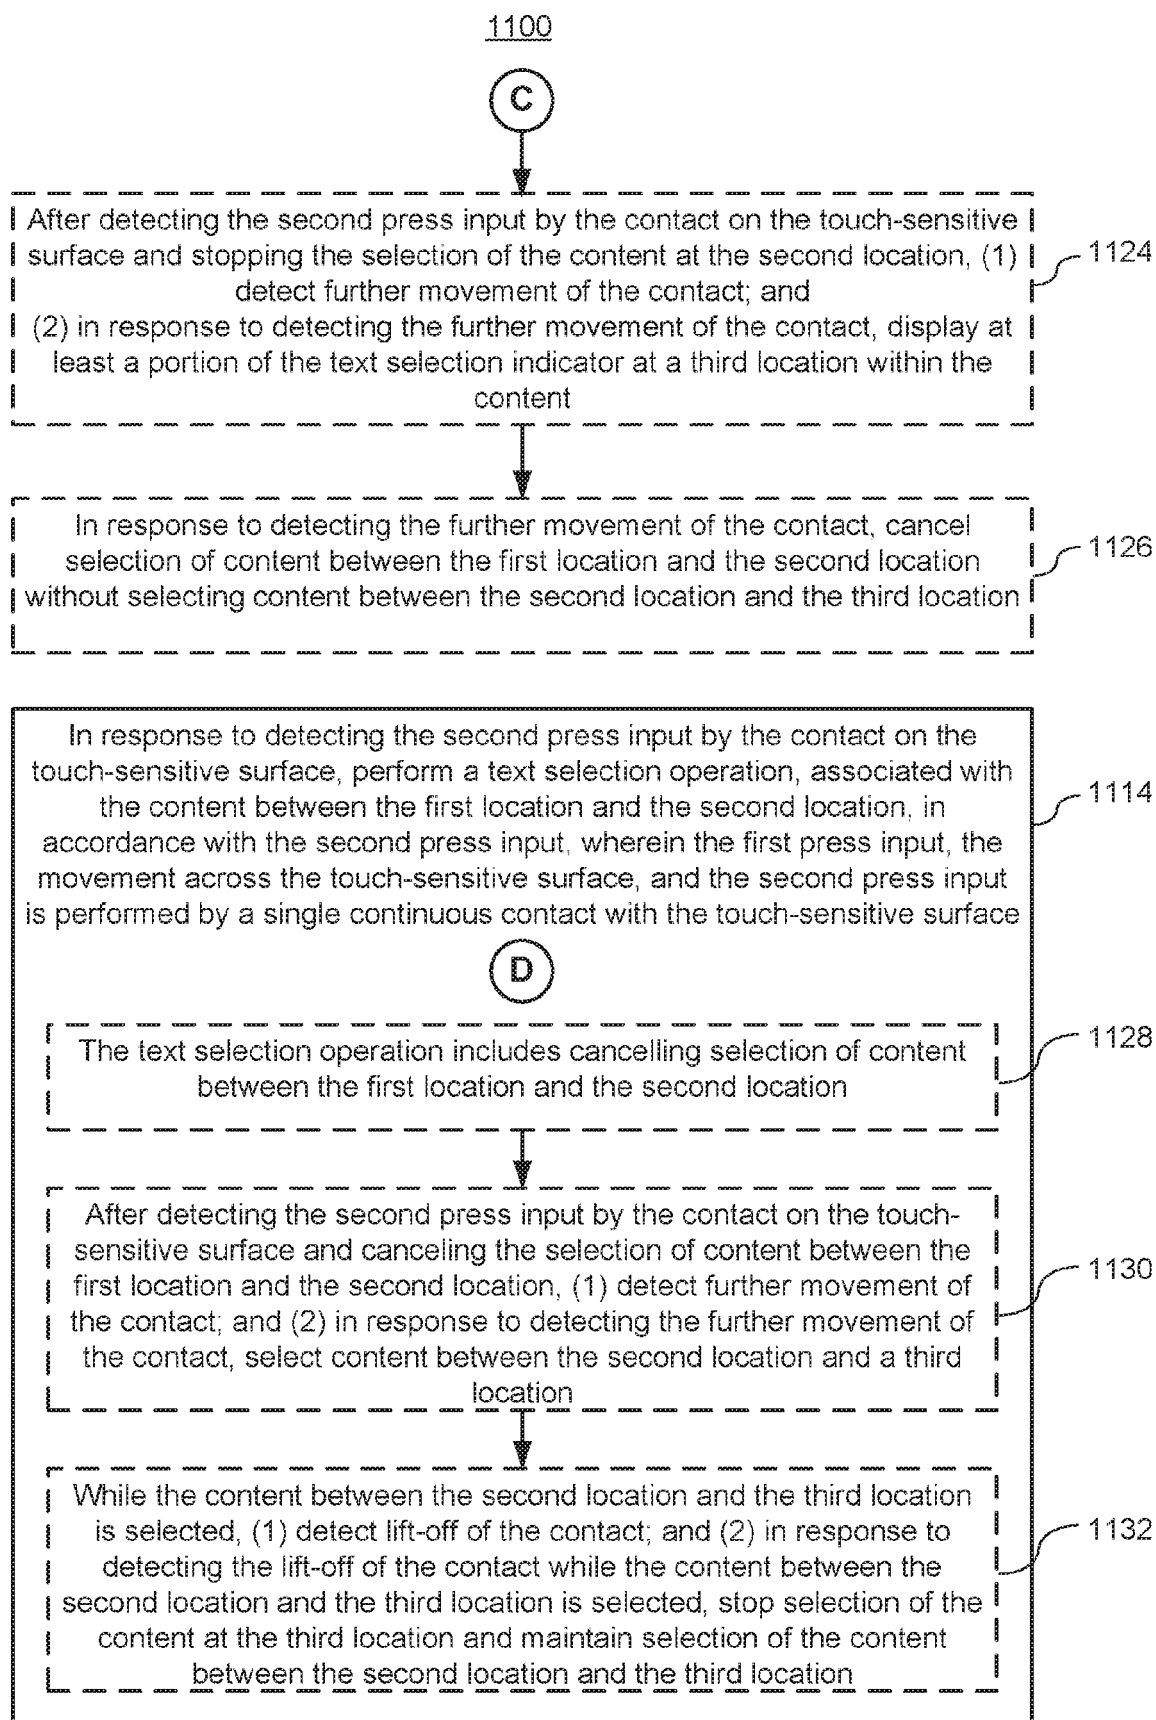 1100
C
After detecting the second press input by the contact on the touch-sensitive
surface and stopping the selection of the content at the second location, (1)
detect further movement of the contact; and
(2) in response to detecting the further movement of the contact, display at
least a portion of the text selection indicator at a third location within the
content
1124
In response to detecting the further movement of the contact, cancel
selection of content between the first location and the second location
without selecting content between the second location and the third location
1126
In response to detecting the second press input by the contact on the
touch-sensitive surface, perform a text selection operation, associated with
the content between the first location and the second location, in
accordance with the second press input, wherein the first press input, the
movement across the touch-sensitive surface, and the second press input
is performed by a single continuous contact with the touch-sensitive surface
1114
D
The text selection operation includes cancelling selection of content
between the first location and the second location
1128
After detecting the second press input by the contact on the touch-
sensitive surface and canceling the selection of content between the
first location and the second location, (1) detect further movement of
the contact; and (2) in response to detecting the further movement of
the contact, select content between the second location and a third
location
1130
While the content between the second location and the third location
is selected, (1) detect lift-off of the contact; and (2) in response to
detecting the lift-off of the contact while the content between the
second location and the third location is selected, stop selection of the
content at the third location and maintain selection of the content
between the second location and the third location
1132